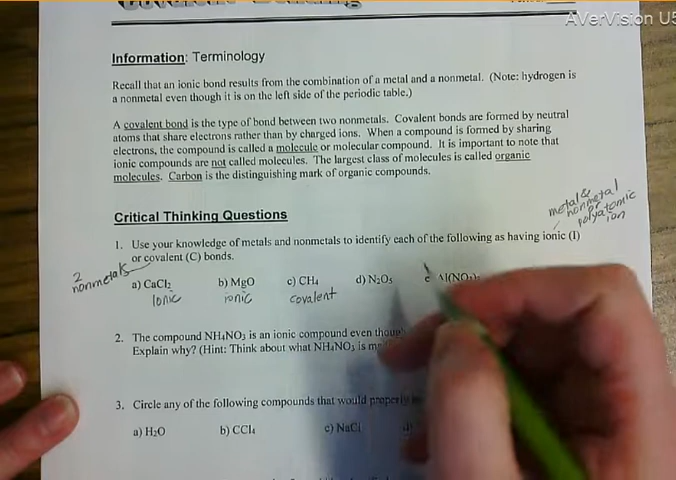 AVerVision U5
Information: Terminology
Recall that an ionic bond results from the combination of a metal and a nonmetal. (Note: hydrogen is
a nonmetal even though it is on the left side of the periodic table.)
A covalent bond is the type of bond between two nonmetals. Covalent bonds are formed by neutral
atoms that share electrons rather than by charged ions. When a compound is formed by sharing
electrons, the compound is called a molecule or molecular compound. It is important to note that
ionic compounds are not called molecules. The largest class of molecules is called organic
molecules. Carbon is the distinguishing mark of organic compounds.
metal &
nonmetal
or
polyatomic
ion
Critical Thinking Questions
1. Use your knowledge of metals and nonmetals to identify each of the following as having ionic (I)
or covalent (C) bonds.
2
nonmetals
a) CaCl₂ b) MgO c) CH₄ d) N₂O₅ Al(NO₃)₃
Ionic ionic covalent
2. The compound NH₄NO₃ is an ionic compound even
Explain why? (Hint: Think about what NH₄NO₃ is
3. Circle any of the following compounds that would properly
a) H₂O b) CCl₄ c) NaCl